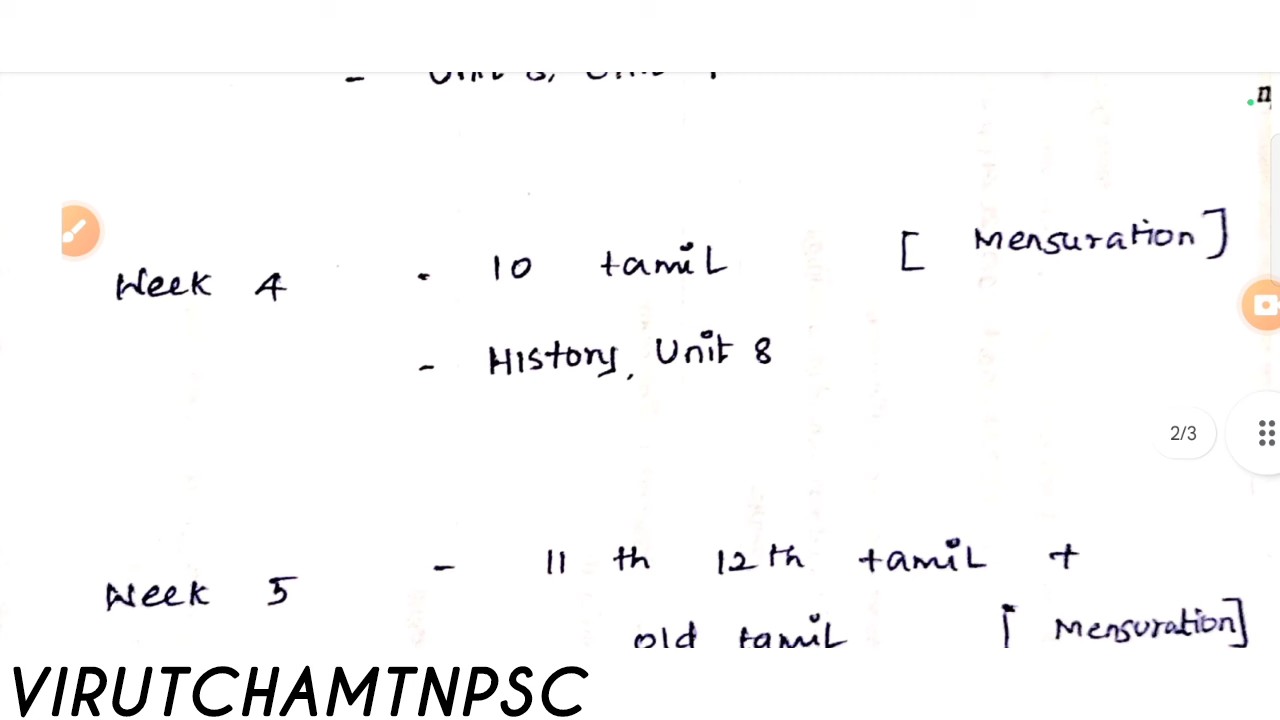 Week 4 - 10 tamil [ Mensuration ]
- History, Unit 8
2/3
Week 5 - 11 th 12 th tamil +
old tamil [ Mensuration ]
VIRUTCHAMTNPSC